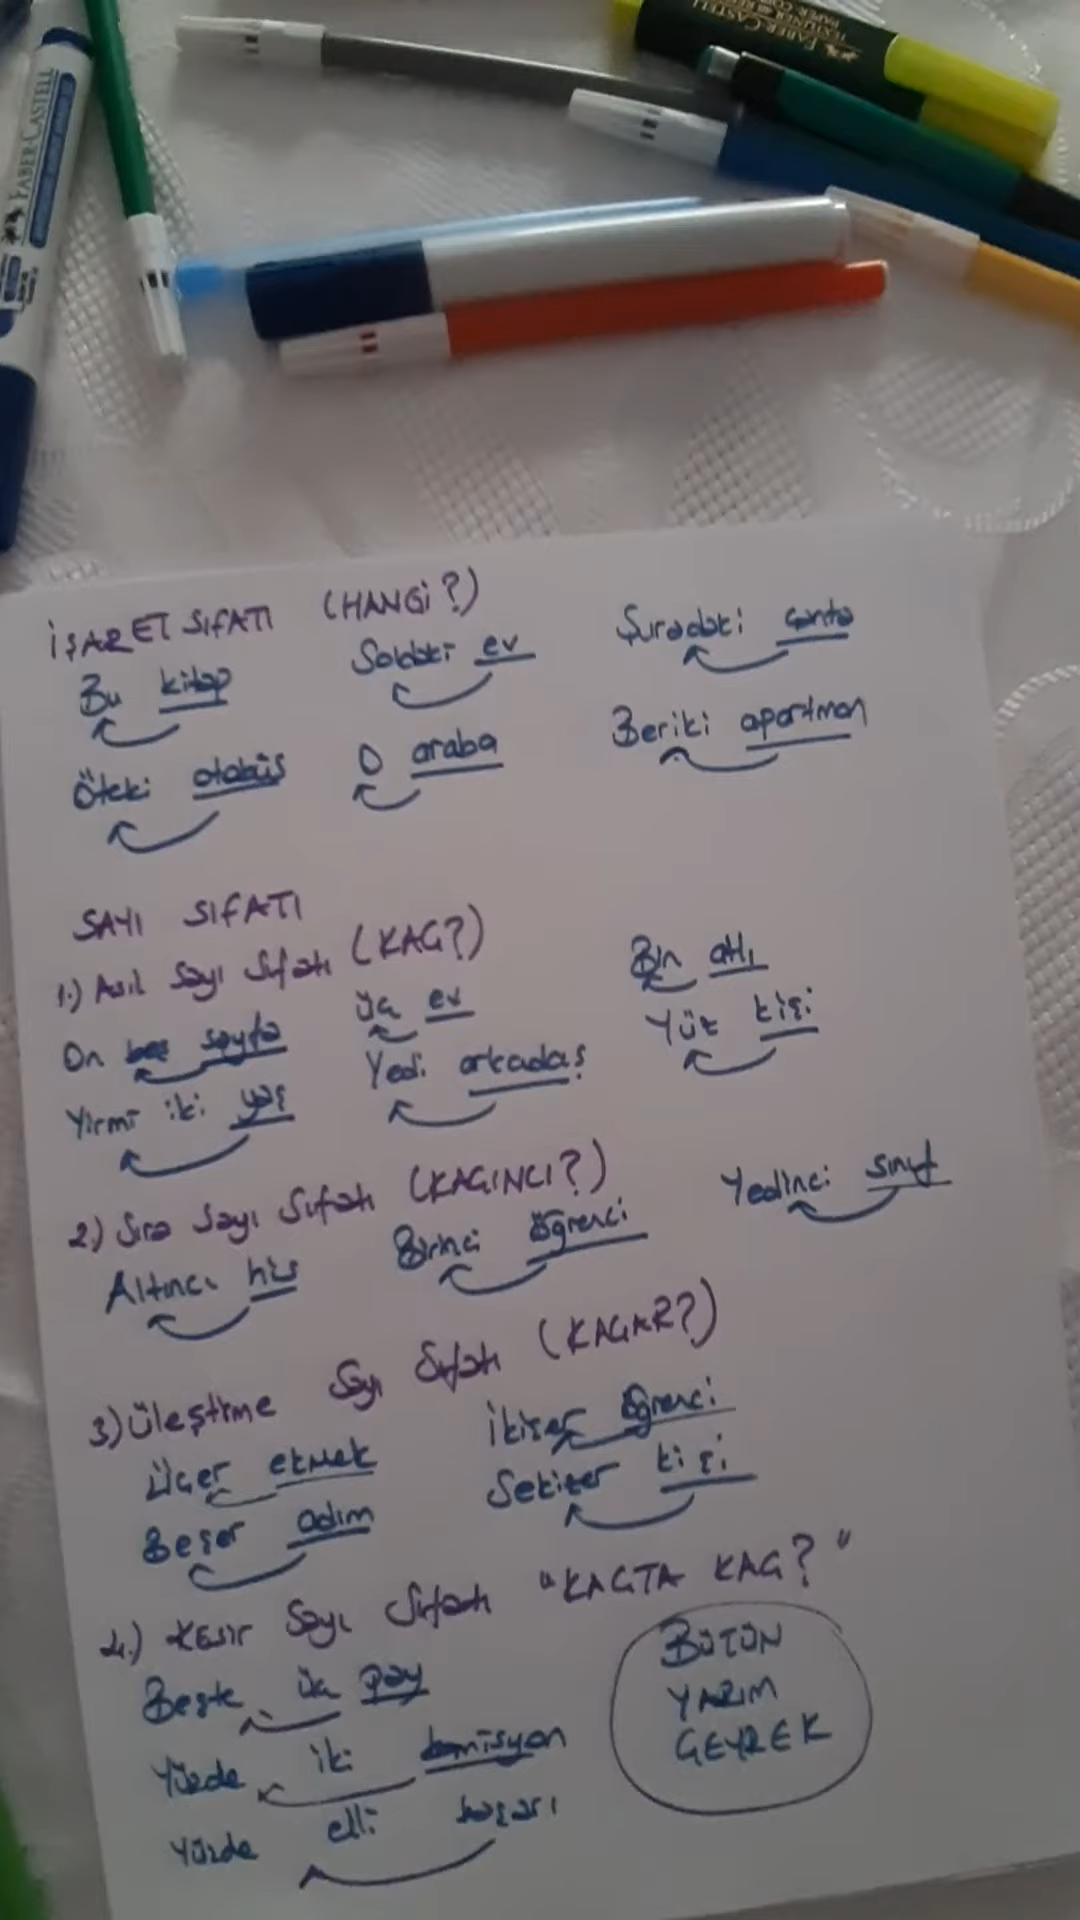 FABER-CASTELL
FABER-CASTELL
İŞARET SIFATI (HANGİ?)
Bu kitap
Soldaki ev
Şuradaki çanta
Öteki otobüs
O araba
Beriki apartman
SAYI SIFATI
1.) Asıl Sayı Sıfatı (KAÇ?)
On beş sayfa
üç ev
Bin atlı
Yirmi iki yaş
Yedi arkadaş
Yük kişi
2.) Sıra Sayı Sıfatı (KAÇINCI?)
Altıncı his
Birinci öğrenci
Yedinci sınıf
3) Üleştirme Sayı Sıfatı (KAÇAR?)
Üçer ekmek
İkişer öğrenci
Beşer adım
Sekizer kişi
4.) Kesir Sayı Sıfatı "KAÇTA KAÇ?"
Beşte üç pay
Yüzde iki komisyon
Yüzde elli başarı
BÜTÜN
YARIM
ÇEYREK